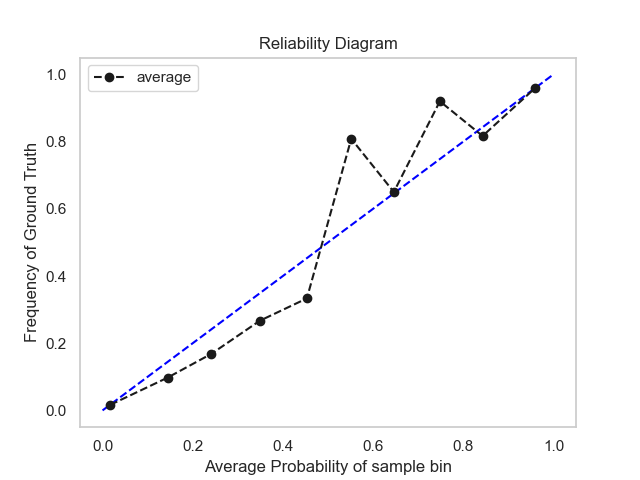 Reliability Diagram
average
1.0
0.8
0.6
0.4
0.2
0.0
Frequency of Ground Truth
0.0 0.2 0.4 0.6 0.8 1.0
Average Probability of sample bin